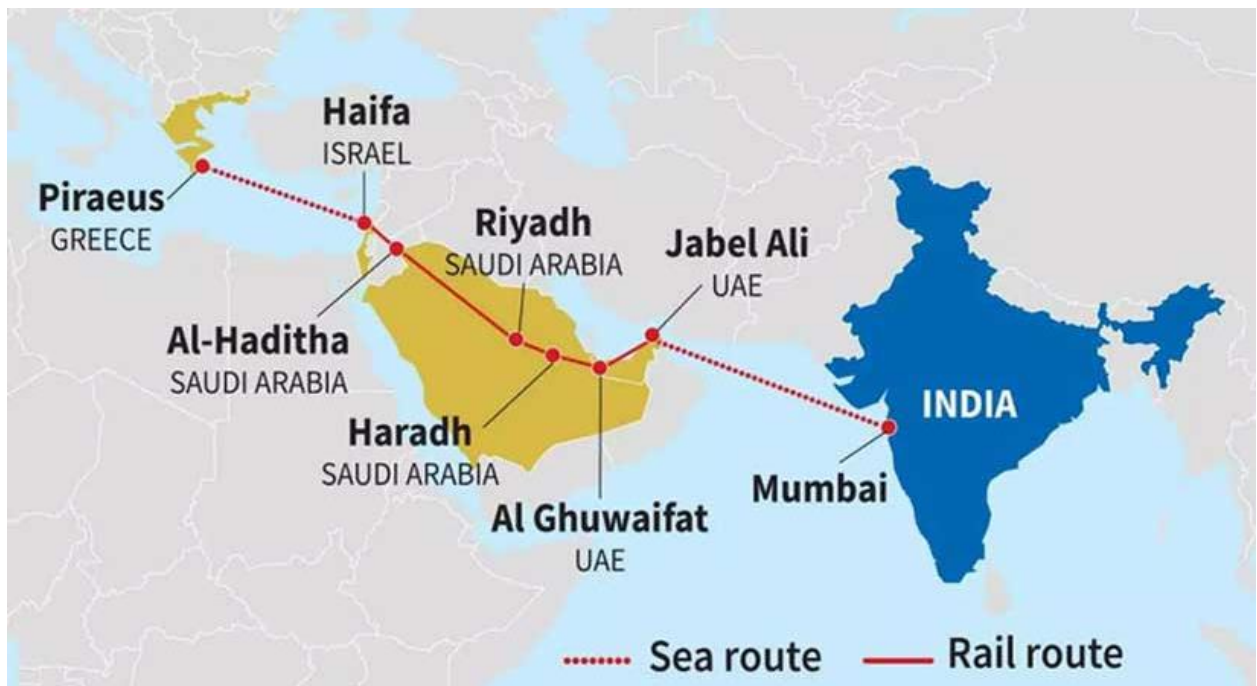 Haifa
ISRAEL
Piraeus
GREECE
Riyadh
SAUDI ARABIA
Jabel Ali
UAE
Al-Haditha
SAUDI ARABIA
Haradh
SAUDI ARABIA
Al Ghuwaifat
UAE
INDIA
Mumbai
Sea route
Rail route